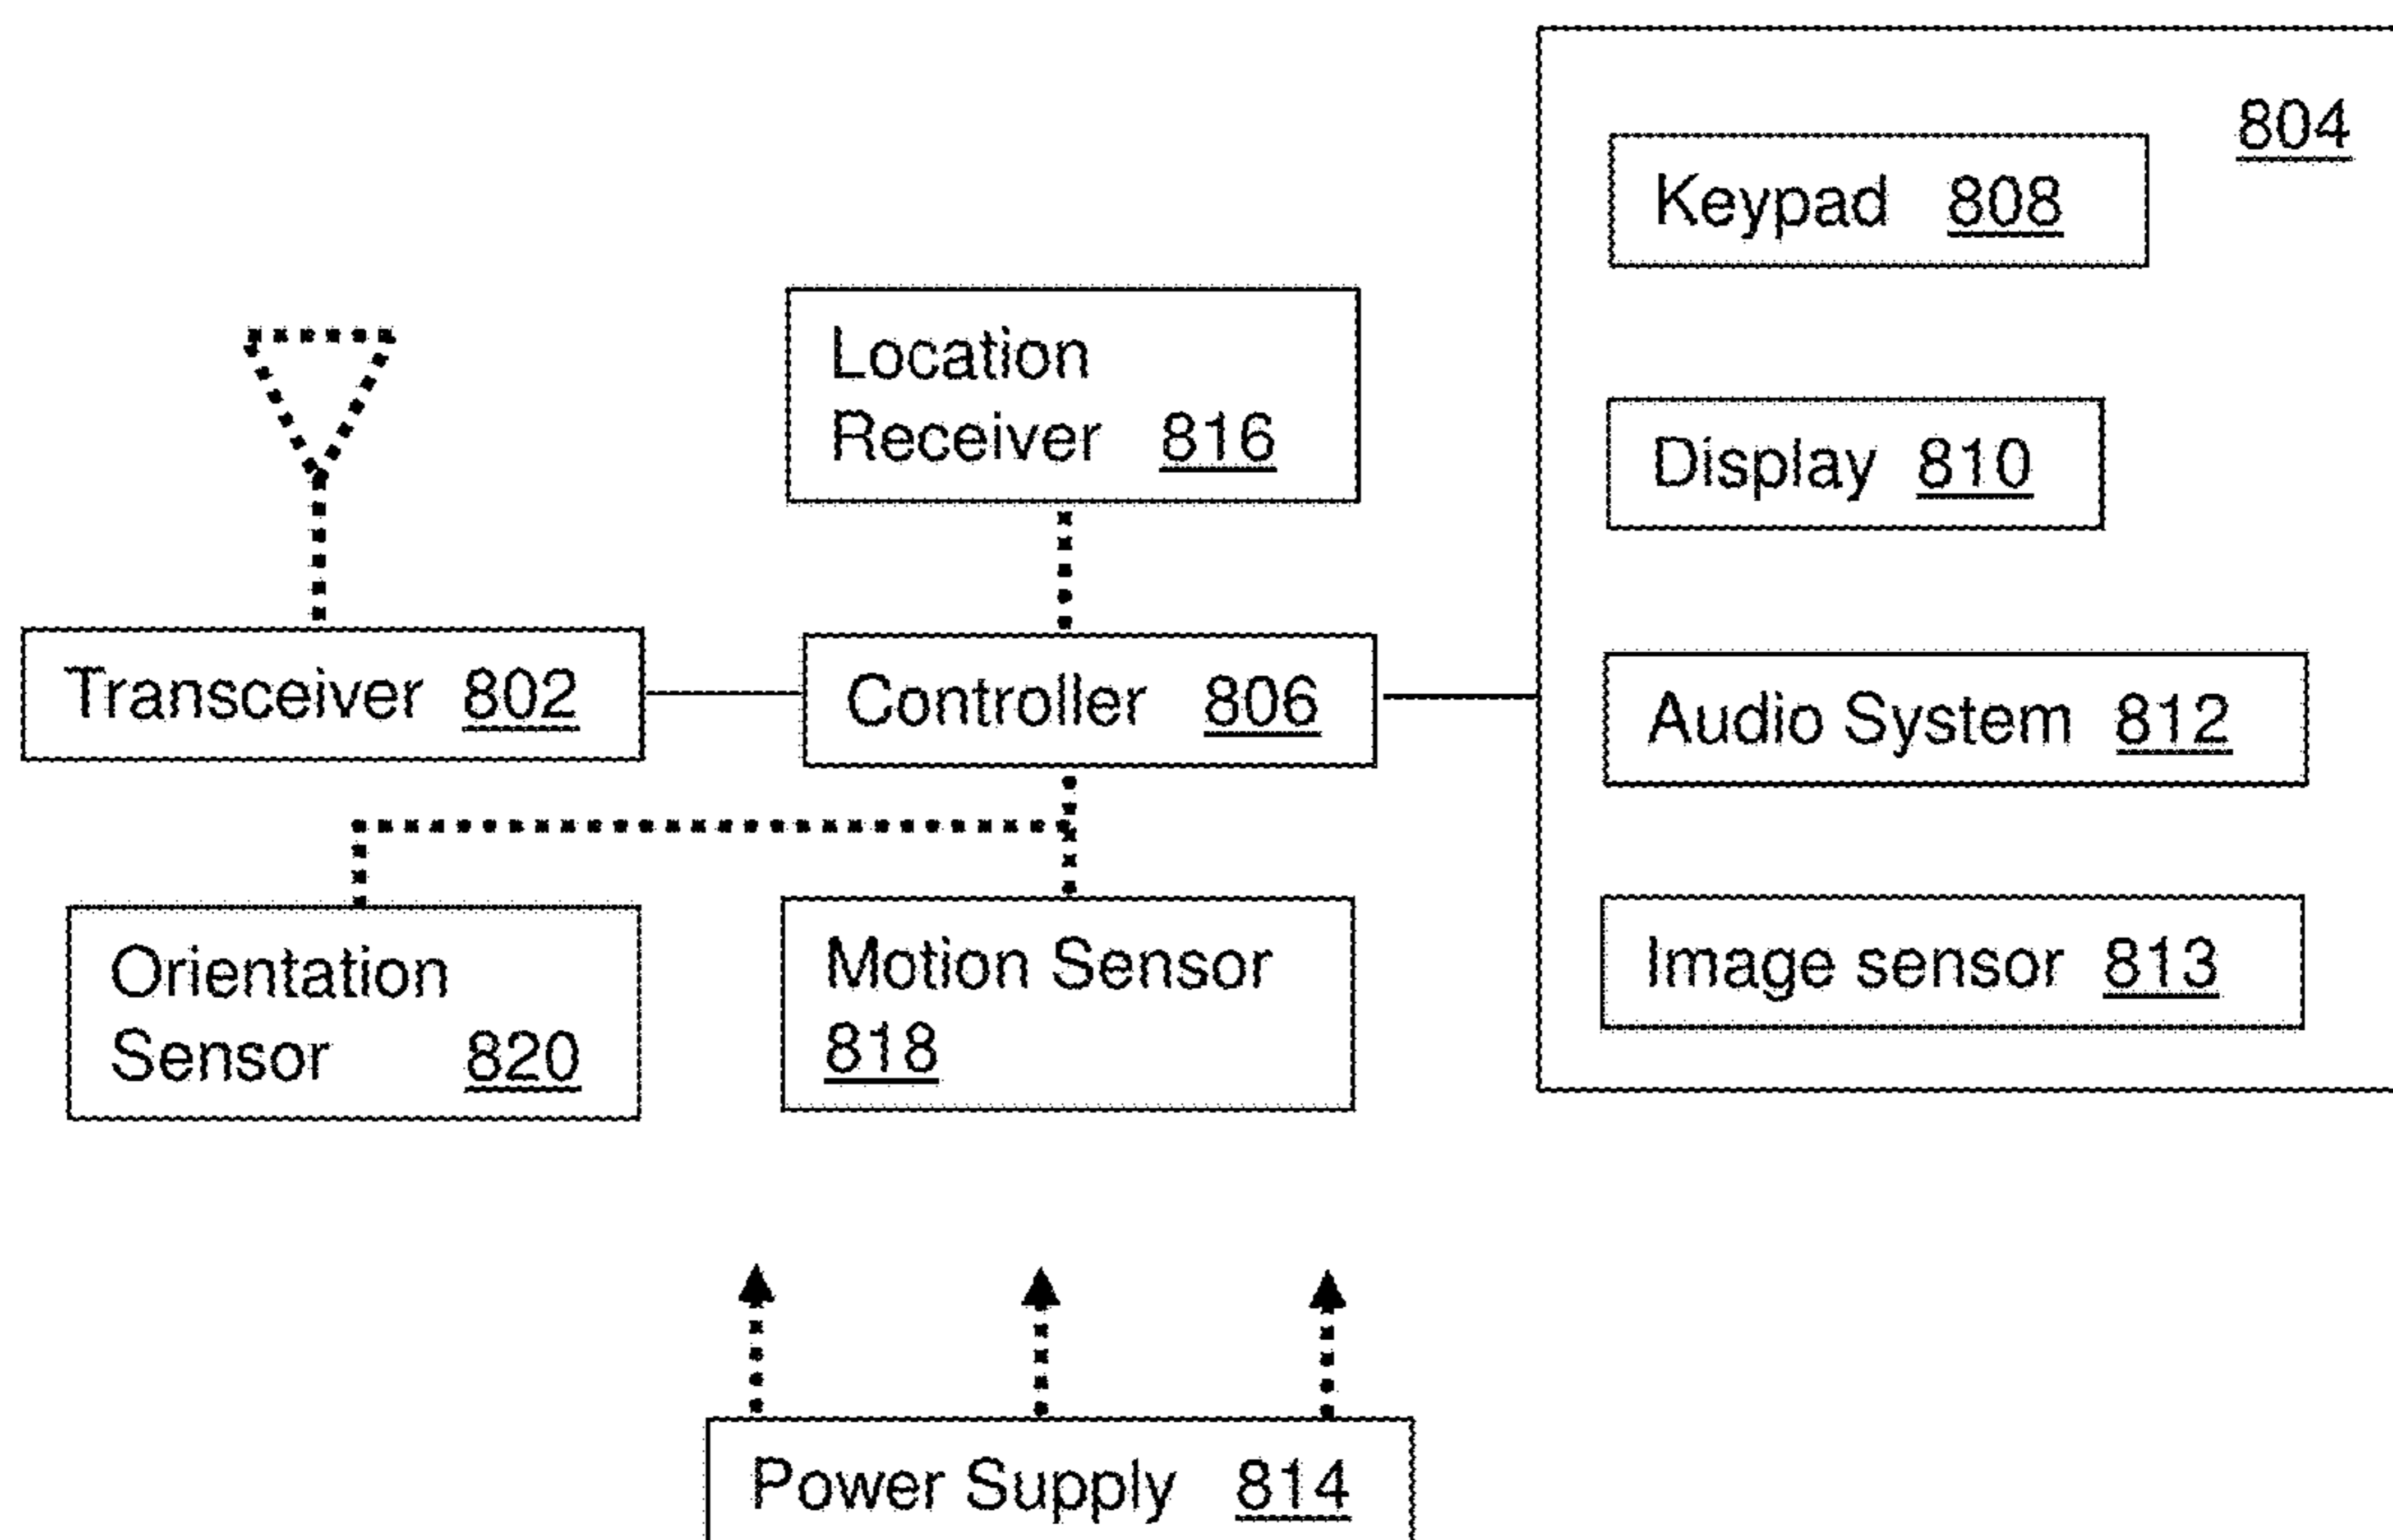 804
Keypad 808
Location
Receiver 816
Display 810
Transceiver 802
Controller 806
Audio System 812
Orientation
Sensor 820
Motion Sensor
818
Image sensor 813
Power Supply 814